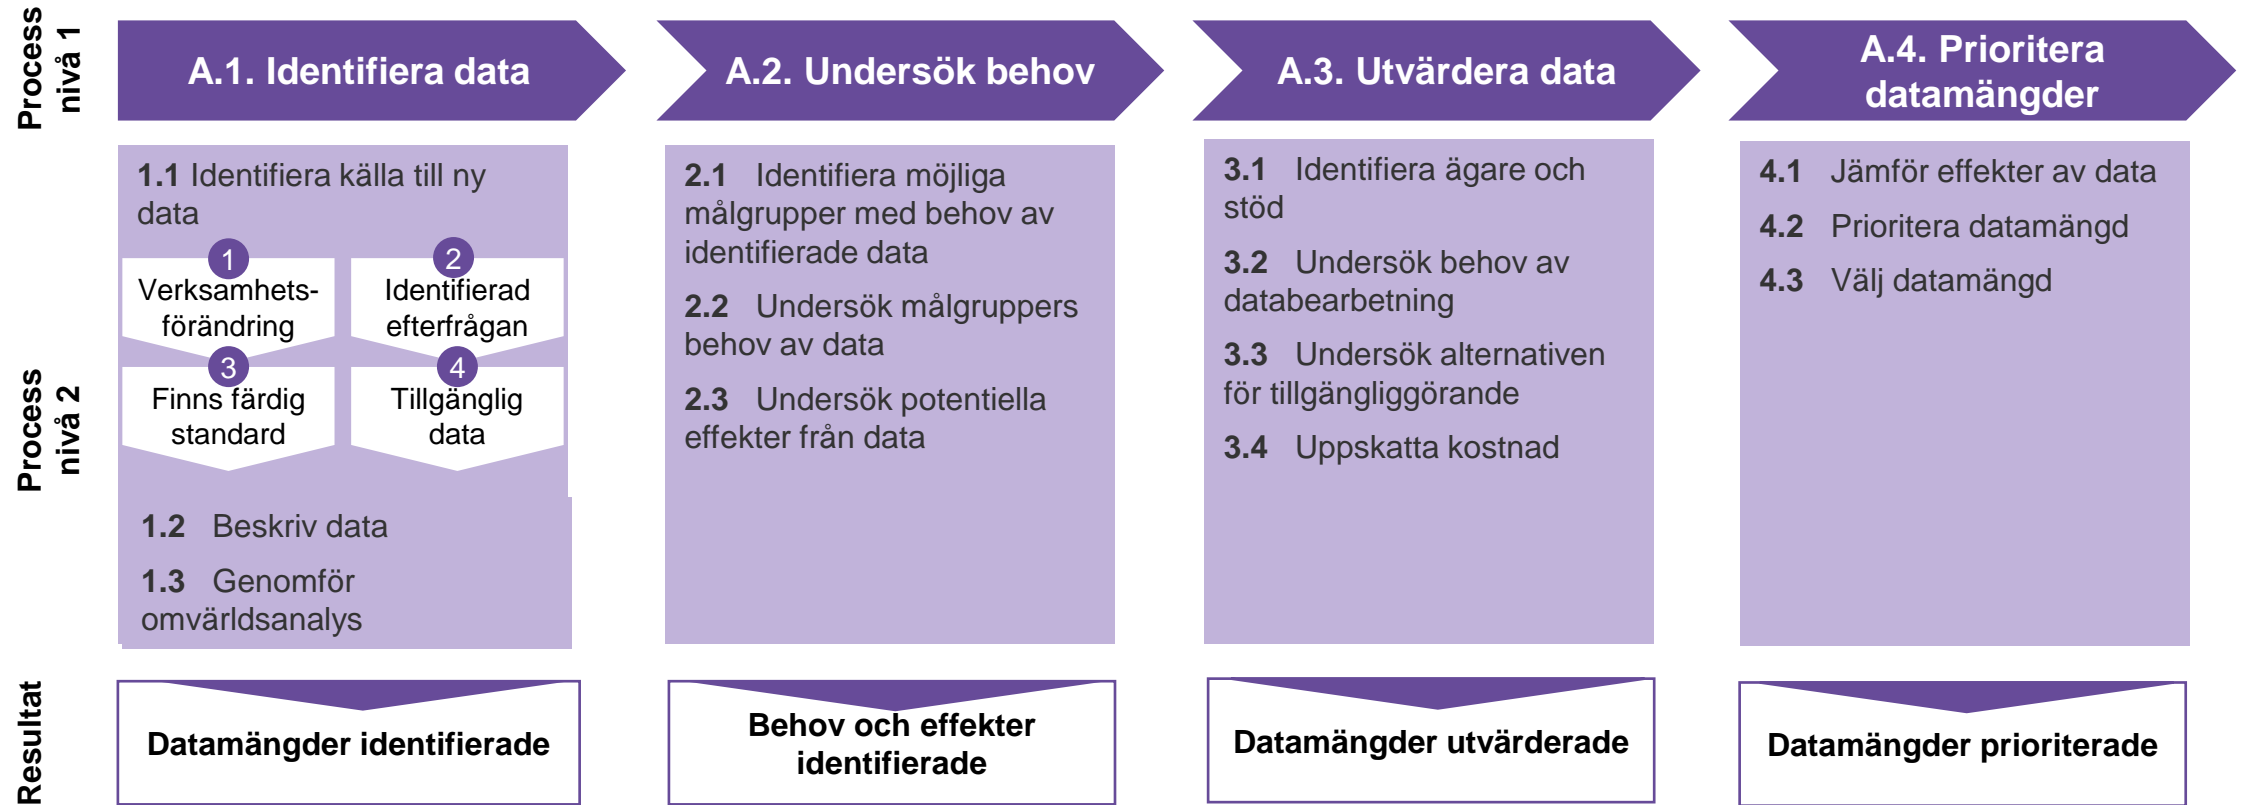 Process
nivå 1
A.1. Identifiera data
A.2. Undersök behov
A.3. Utvärdera data
A.4. Prioritera
datamängder
Process
nivå 2
1.1 Identifiera källa till ny
data
1
Verksamhets-
förändring
2
Identifierad
efterfrågan
3
Finns färdig
standard
4
Tillgänglig
data
1.2 Beskriv data
1.3 Genomför
omvärldsanalys
2.1 Identifiera möjliga
målgrupper med behov av
identifierade data
2.2 Undersök målgruppers
behov av data
2.3 Undersök potentiella
effekter från data
3.1 Identifiera ägare och
stöd
3.2 Undersök behov av
databearbetning
3.3 Undersök alternativen
för tillgängliggörande
3.4 Uppskatta kostnad
4.1 Jämför effekter av data
4.2 Prioritera datamängd
4.3 Välj datamängd
Resultat
Datamängder identifierade
Behov och effekter
identifierade
Datamängder utvärderade
Datamängder prioriterade